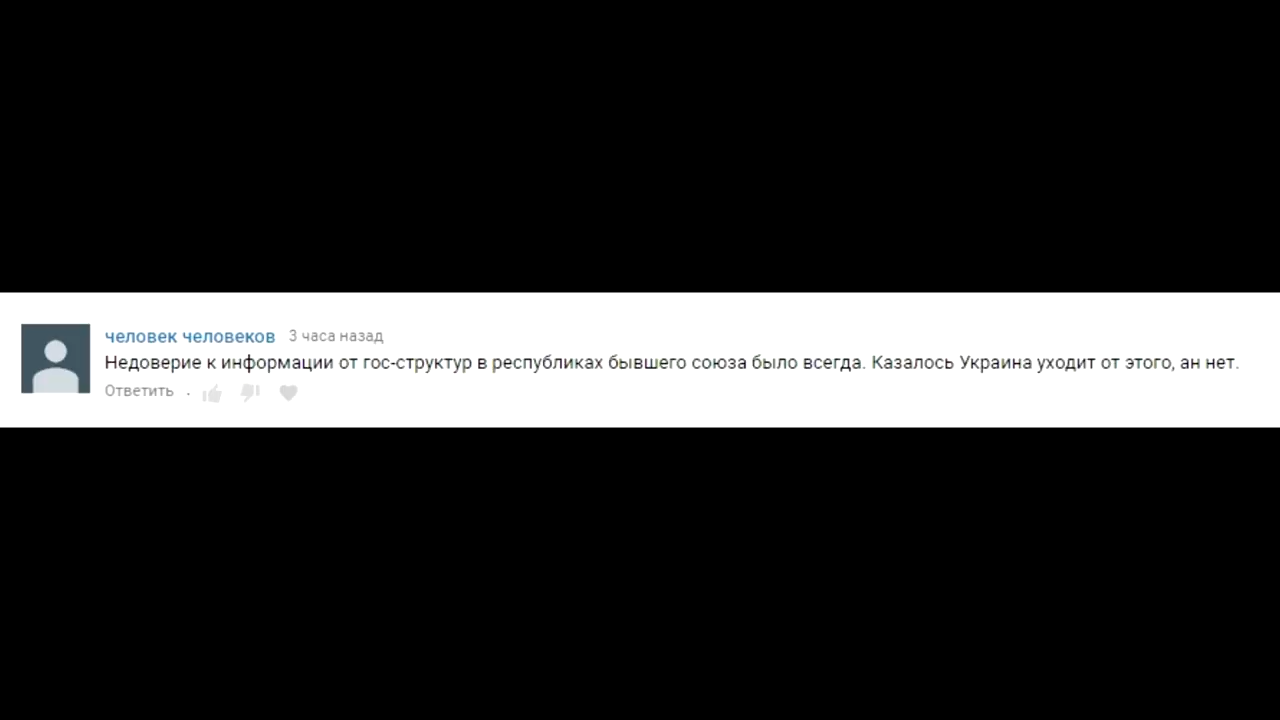 человек человеков 3 часа назад
Недоверие к информации от гос-структур в республиках бывшего союза было всегда. Казалось Украина уходит от этого, ан нет.
Ответить .